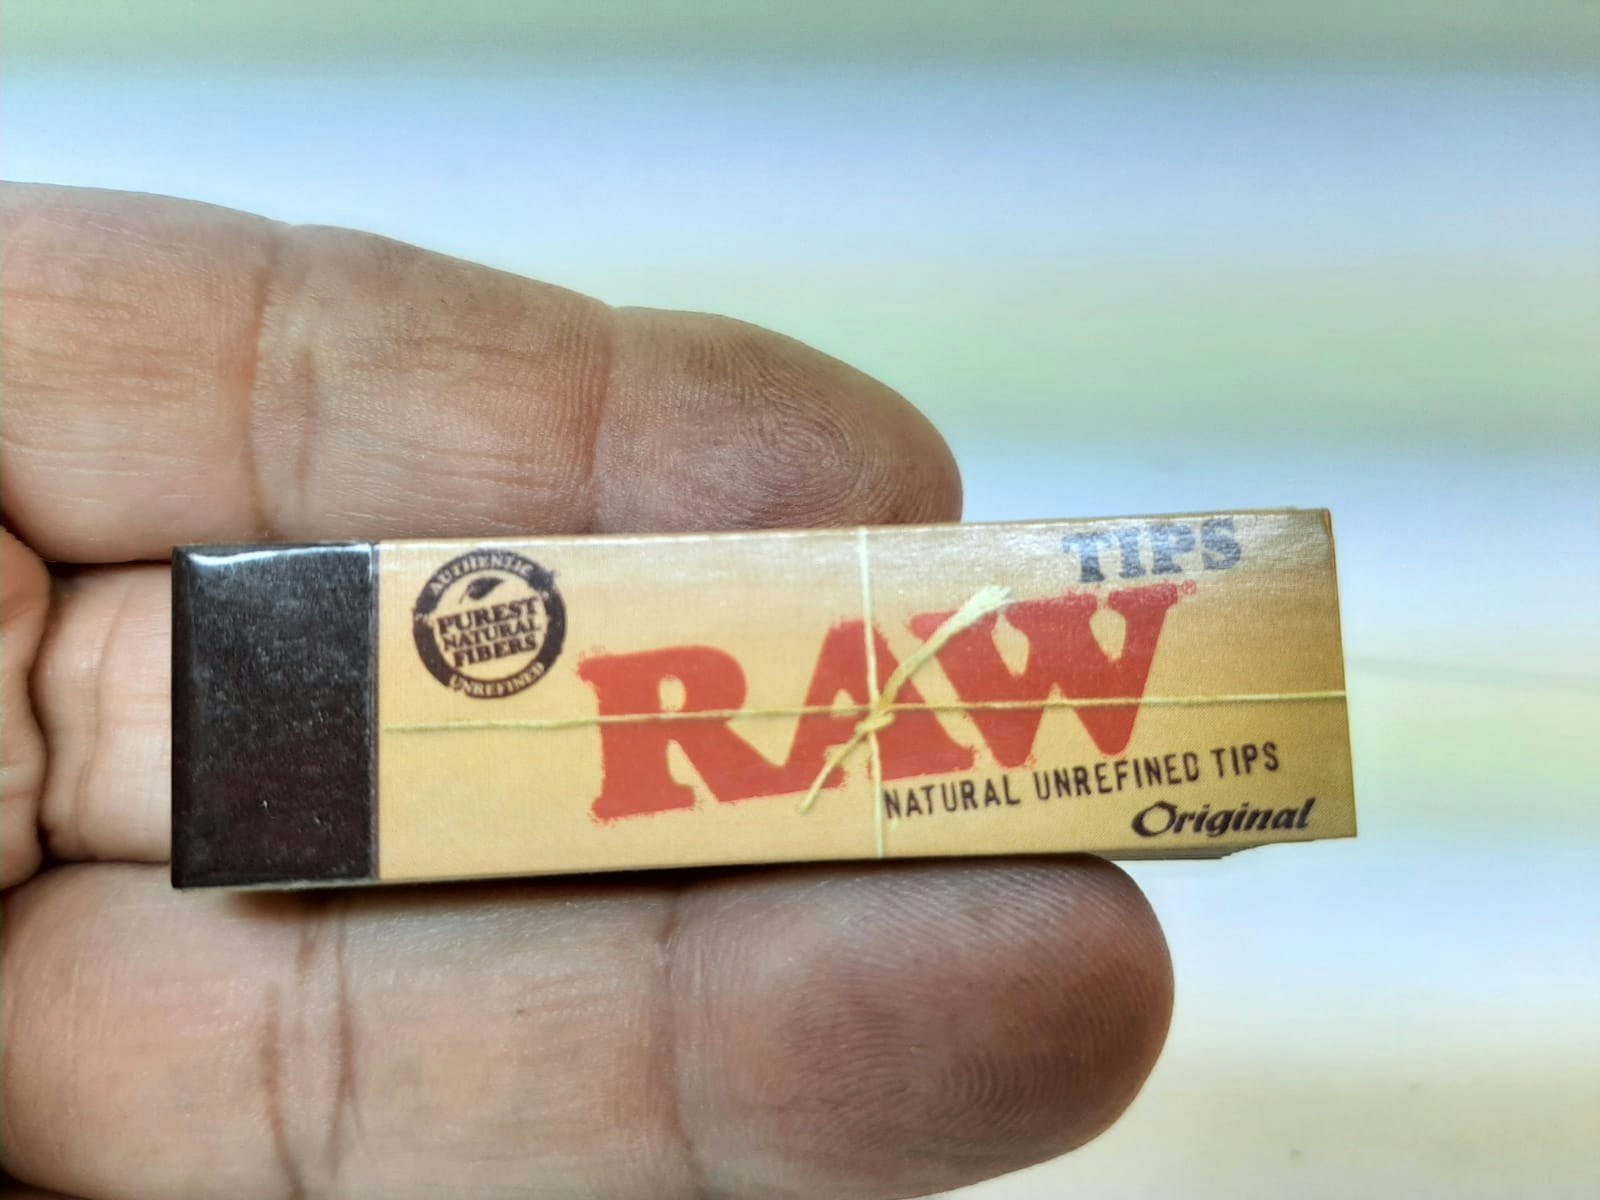 AUTHENTIC
PUREST
NATURAL
FIBERS
UNREFINED
TIPS
RAW®
NATURAL UNREFINED TIPS
Original